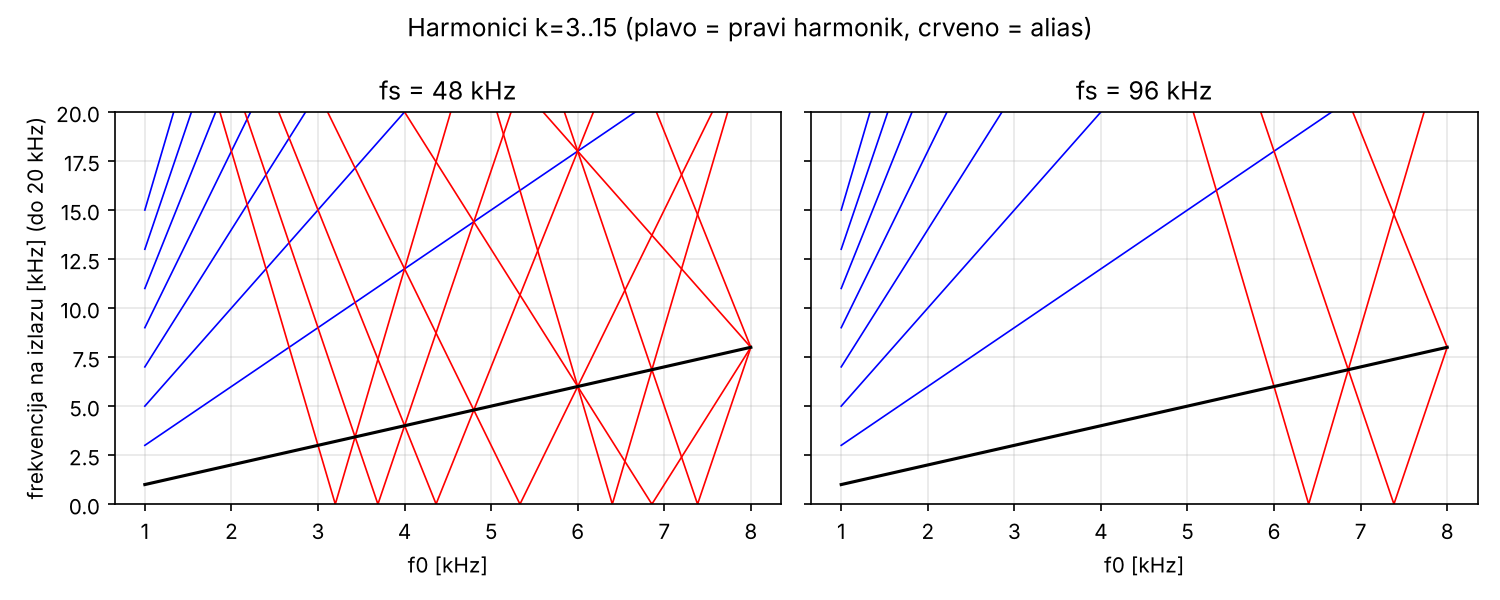 Harmonici k=3..15 (plavo = pravi harmonik, crveno = alias)
fs = 48 kHz
fs = 96 kHz
frekvencija na izlazu [kHz] (do 20 kHz)
20.0
17.5
15.0
12.5
10.0
7.5
5.0
2.5
0.0
1 2 3 4 5 6 7 8
1 2 3 4 5 6 7 8
f0 [kHz]
f0 [kHz]